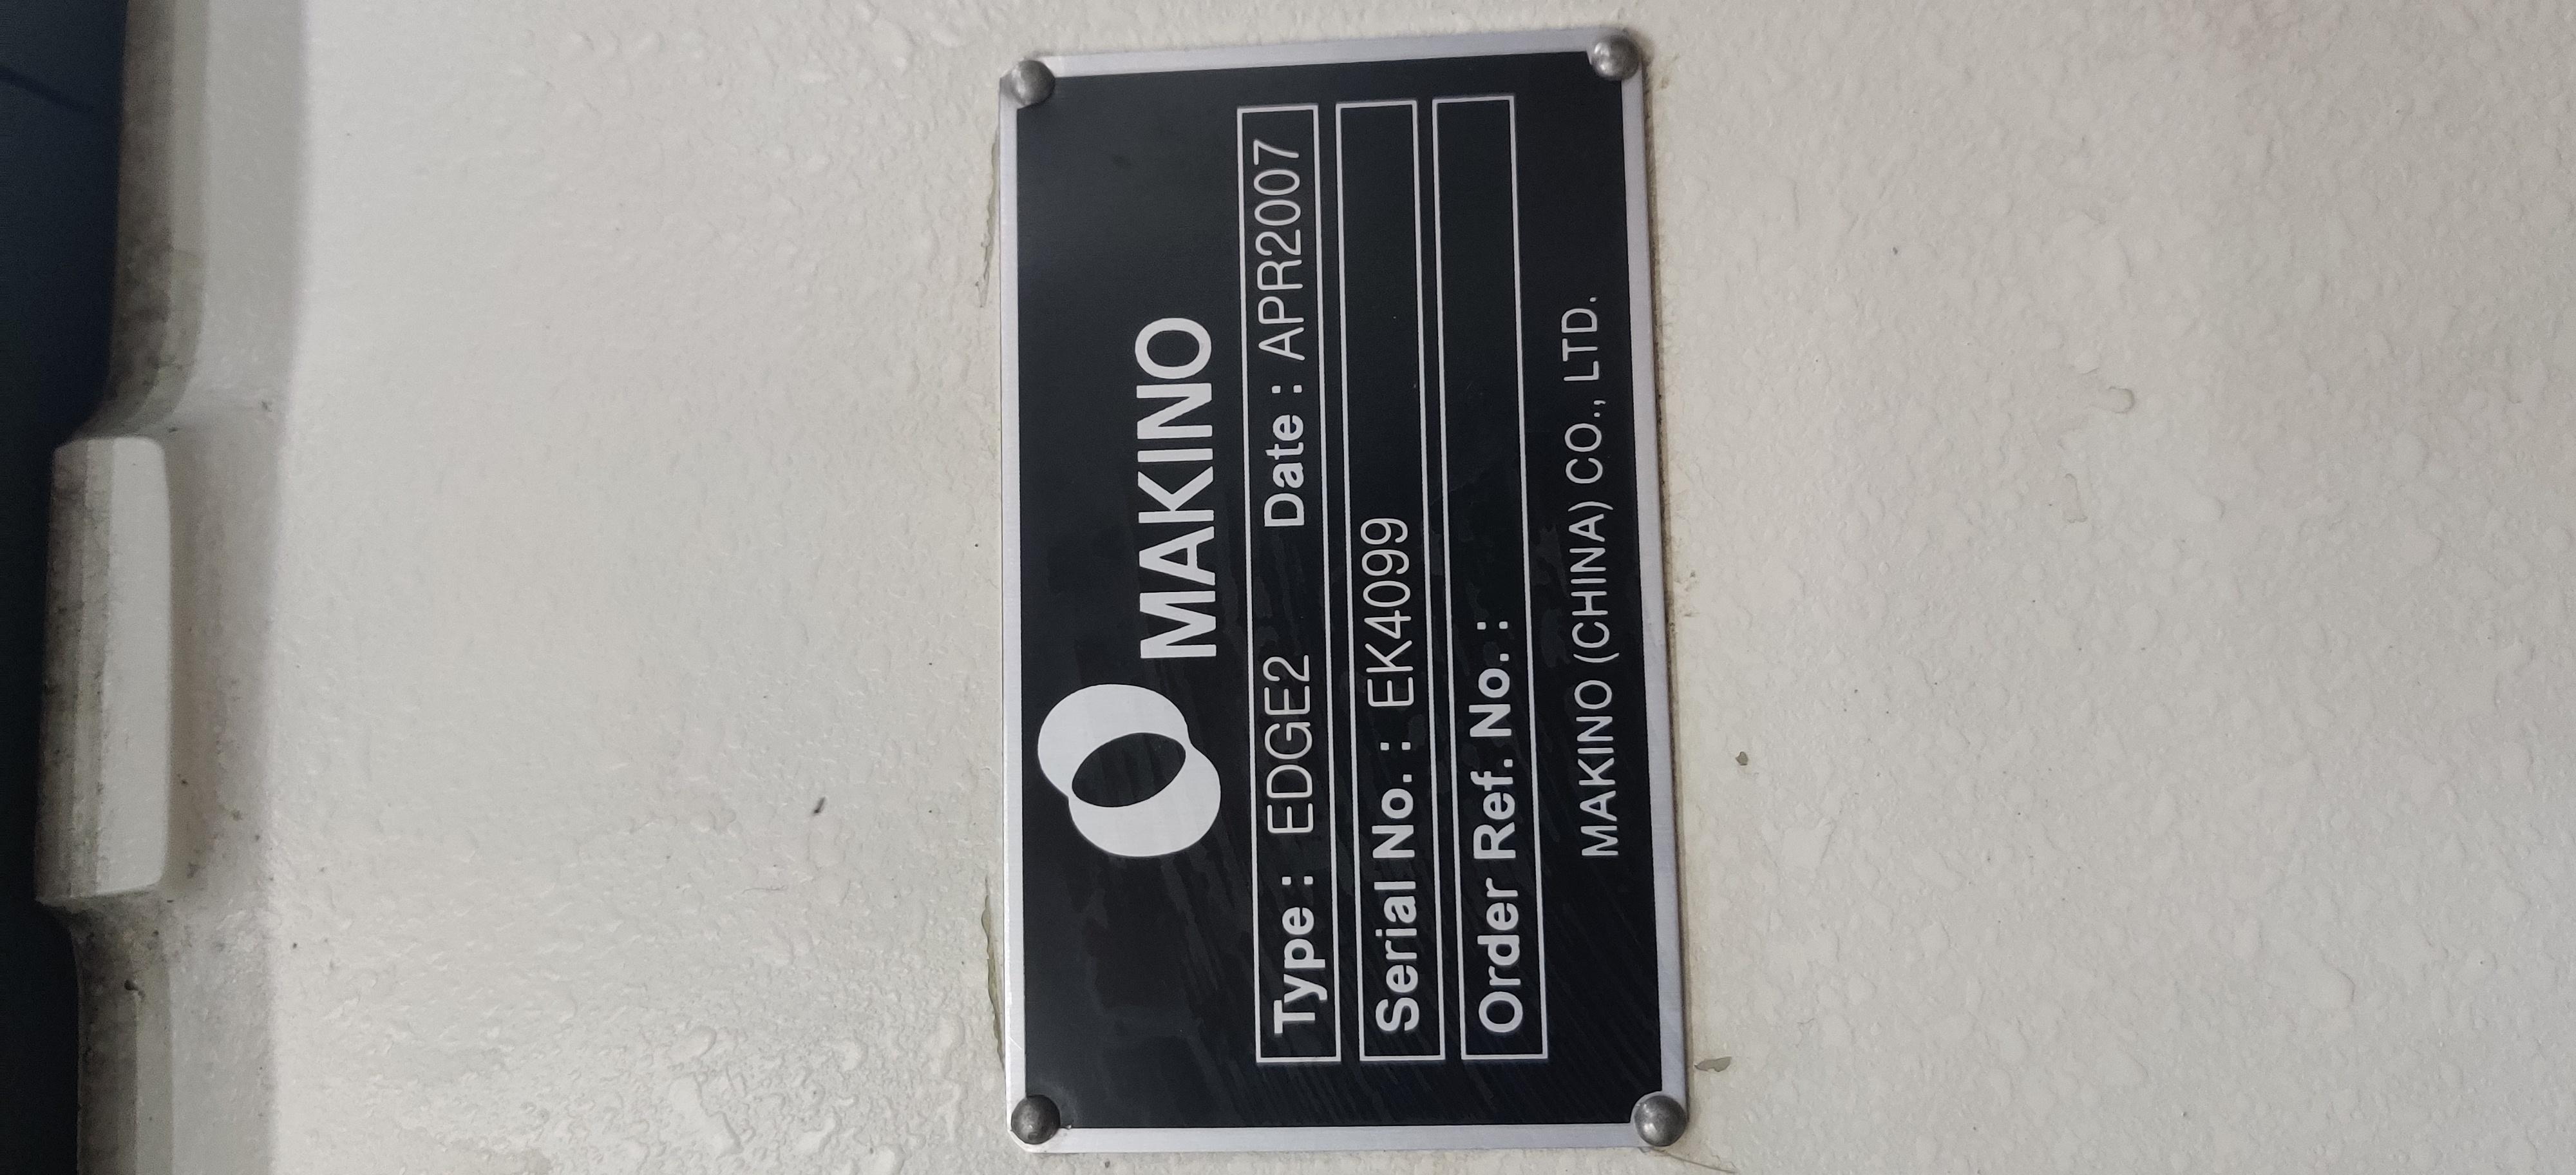 MAKINO
Type : EDGE2 Date : APR2007
Serial No. : EK4099
Order Ref. No. :
MAKINO (CHINA) CO., LTD.